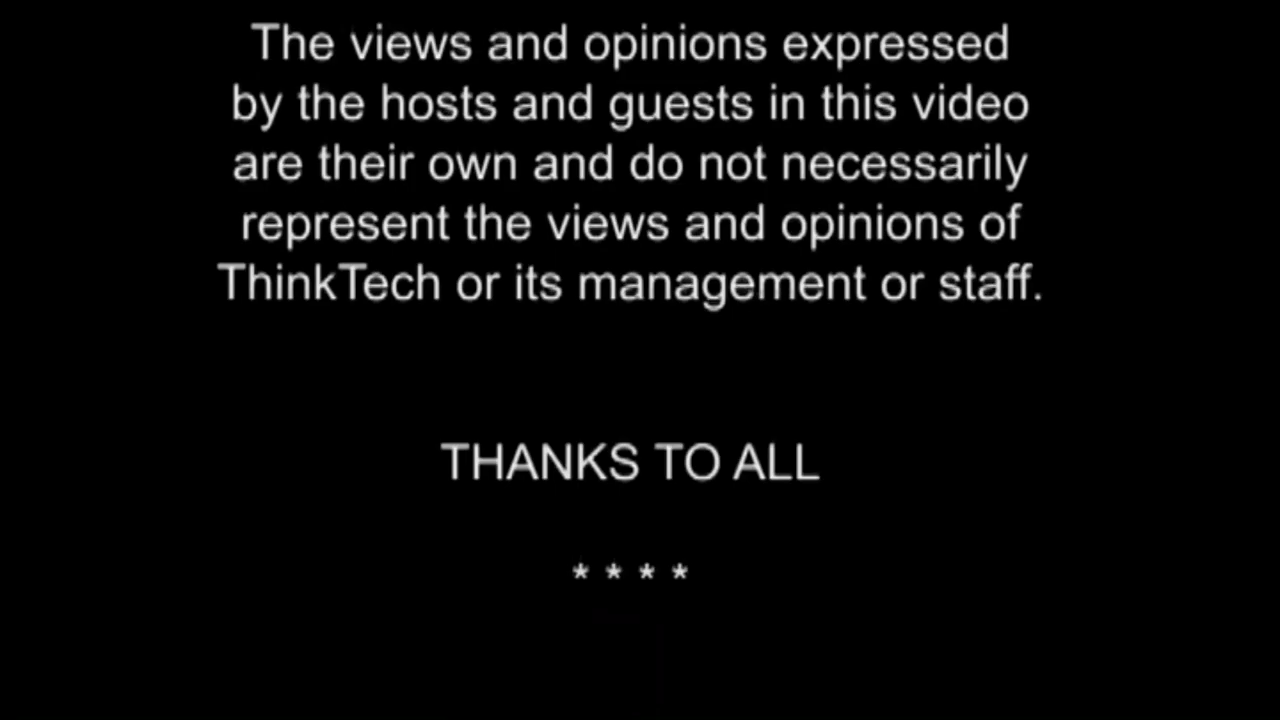 The views and opinions expressed
by the hosts and guests in this video
are their own and do not necessarily
represent the views and opinions of
ThinkTech or its management or staff.
THANKS TO ALL
* * * *